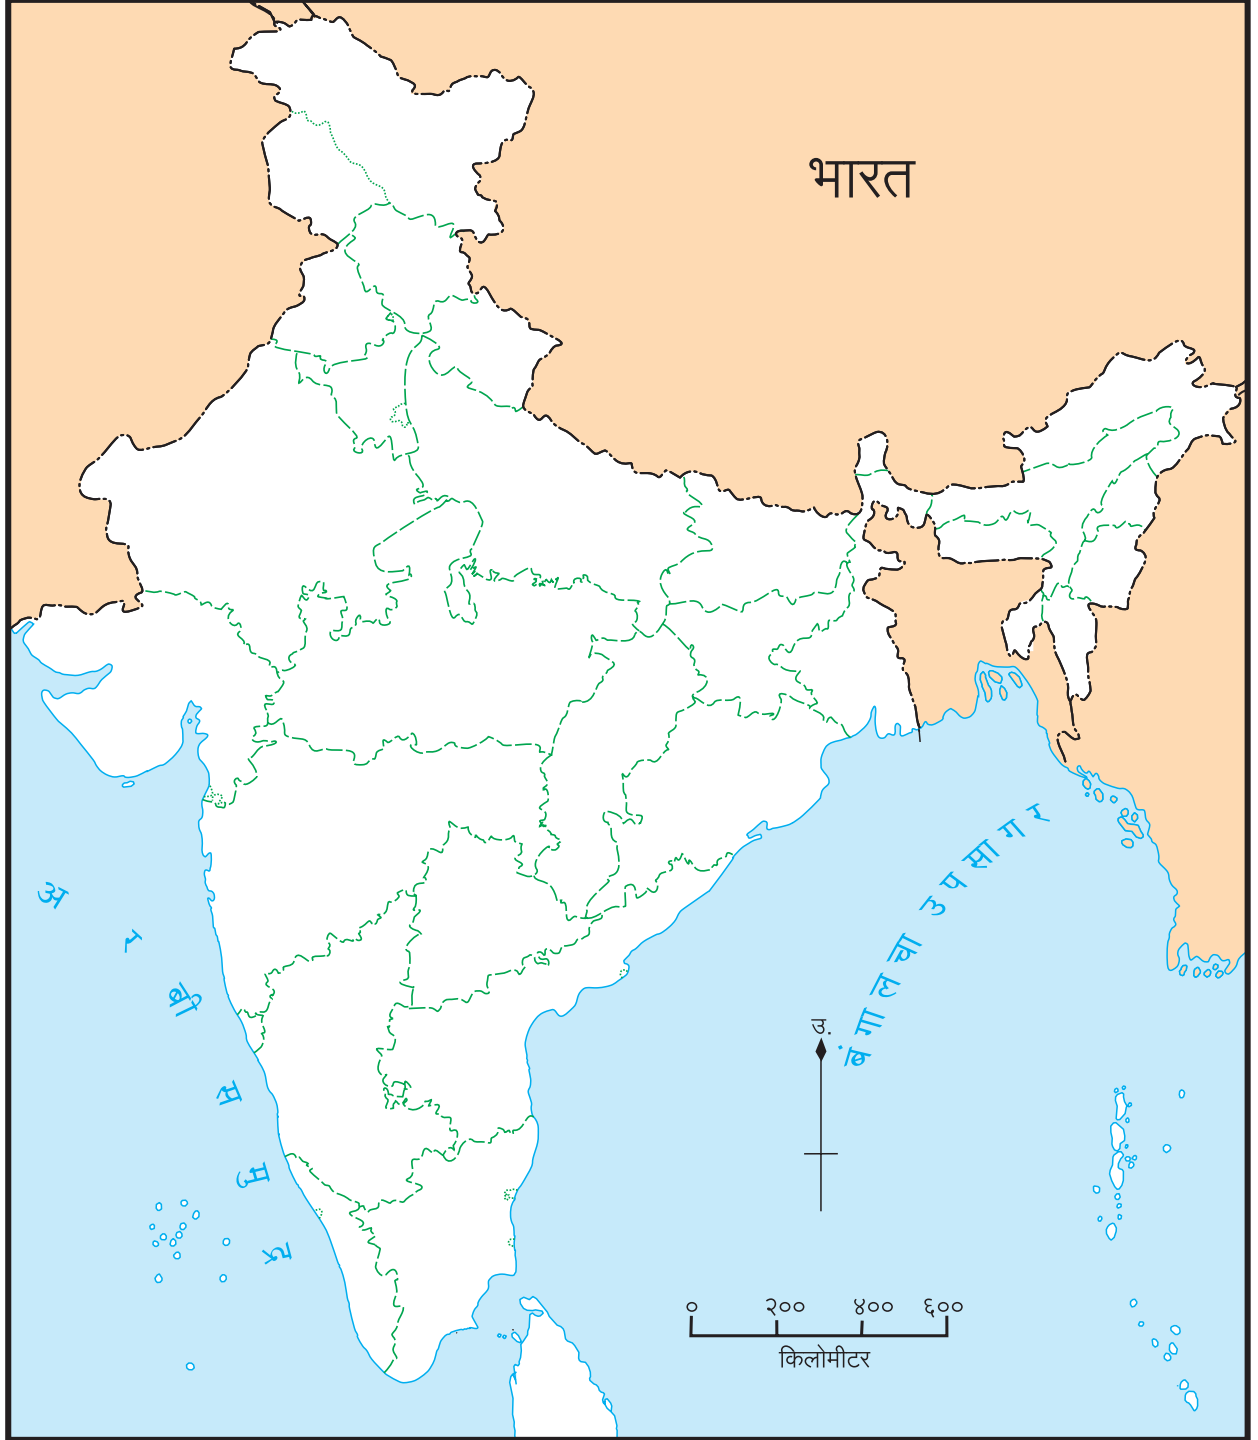 भारत
अरबी समुद्र
बंगालचा उपसागर
उ.
० २०० ४०० ६००
किलोमीटर